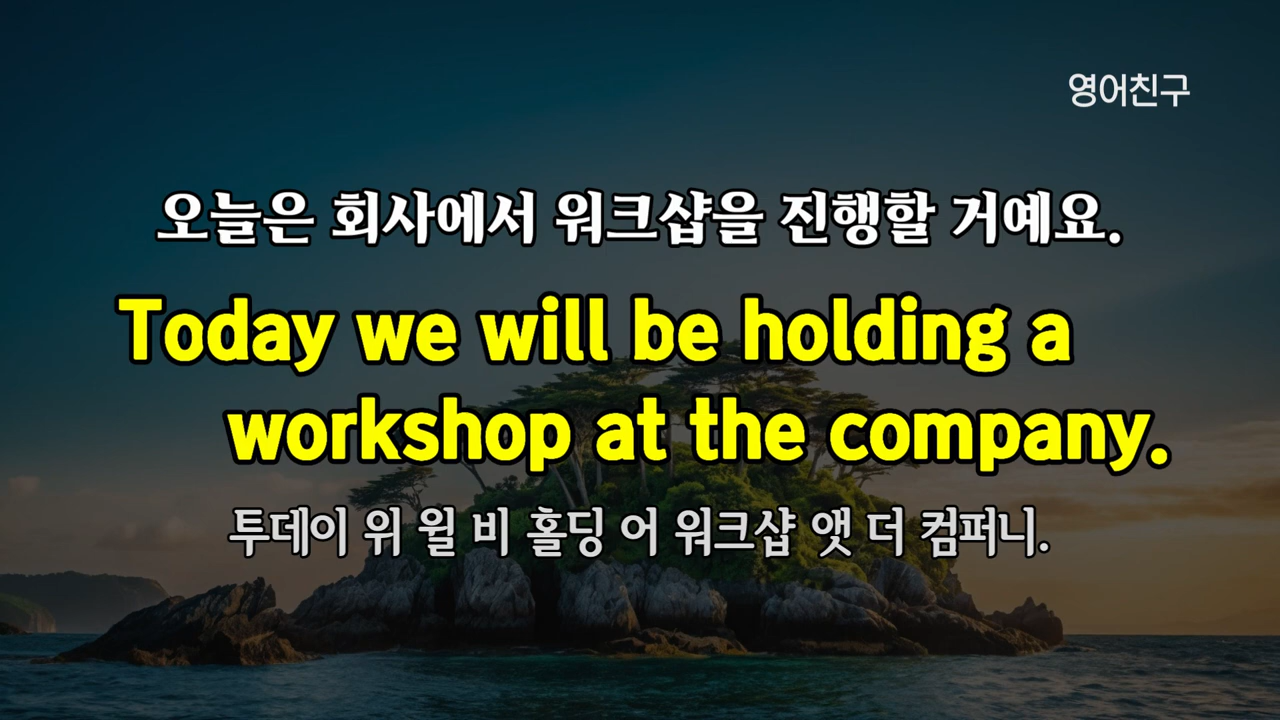 영어친구
오늘은 회사에서 워크샵을 진행할 거예요.
Today we will be holding a
workshop at the company.
투데이 위 윌 비 홀딩 어 워크샵 앳 더 컴퍼니.